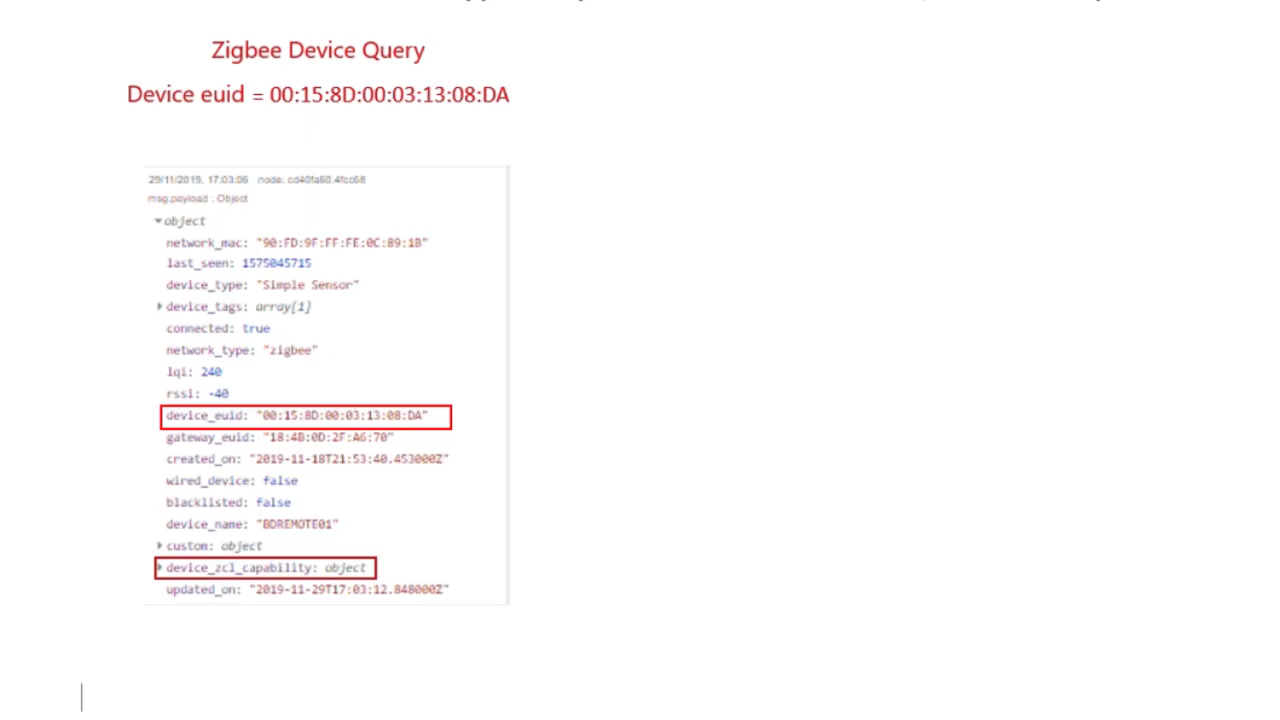 Zigbee Device Query
Device euid = 00:15:8D:00:03:13:08:DA
29/11/2019, 17:03:06 node: cd40fa60.4fcc68
msg.payload : Object
object
network_mac: "90:FD:9F:FF:FE:0C:89:1B"
last_seen: 1575045715
device_type: "Simple Sensor"
device_tags: array[1]
connected: true
network_type: "zigbee"
lqi: 240
rssi: -40
device_euid: "00:15:8D:00:03:13:08:DA"
gateway_euid: "18:4B:0D:2F:A6:70"
created_on: "2019-11-18T21:53:40.453000Z"
wired_device: false
blacklisted: false
device_name: "BDREMOTE01"
custom: object
device_zcl_capability: object
updated_on: "2019-11-29T17:03:12.848000Z"